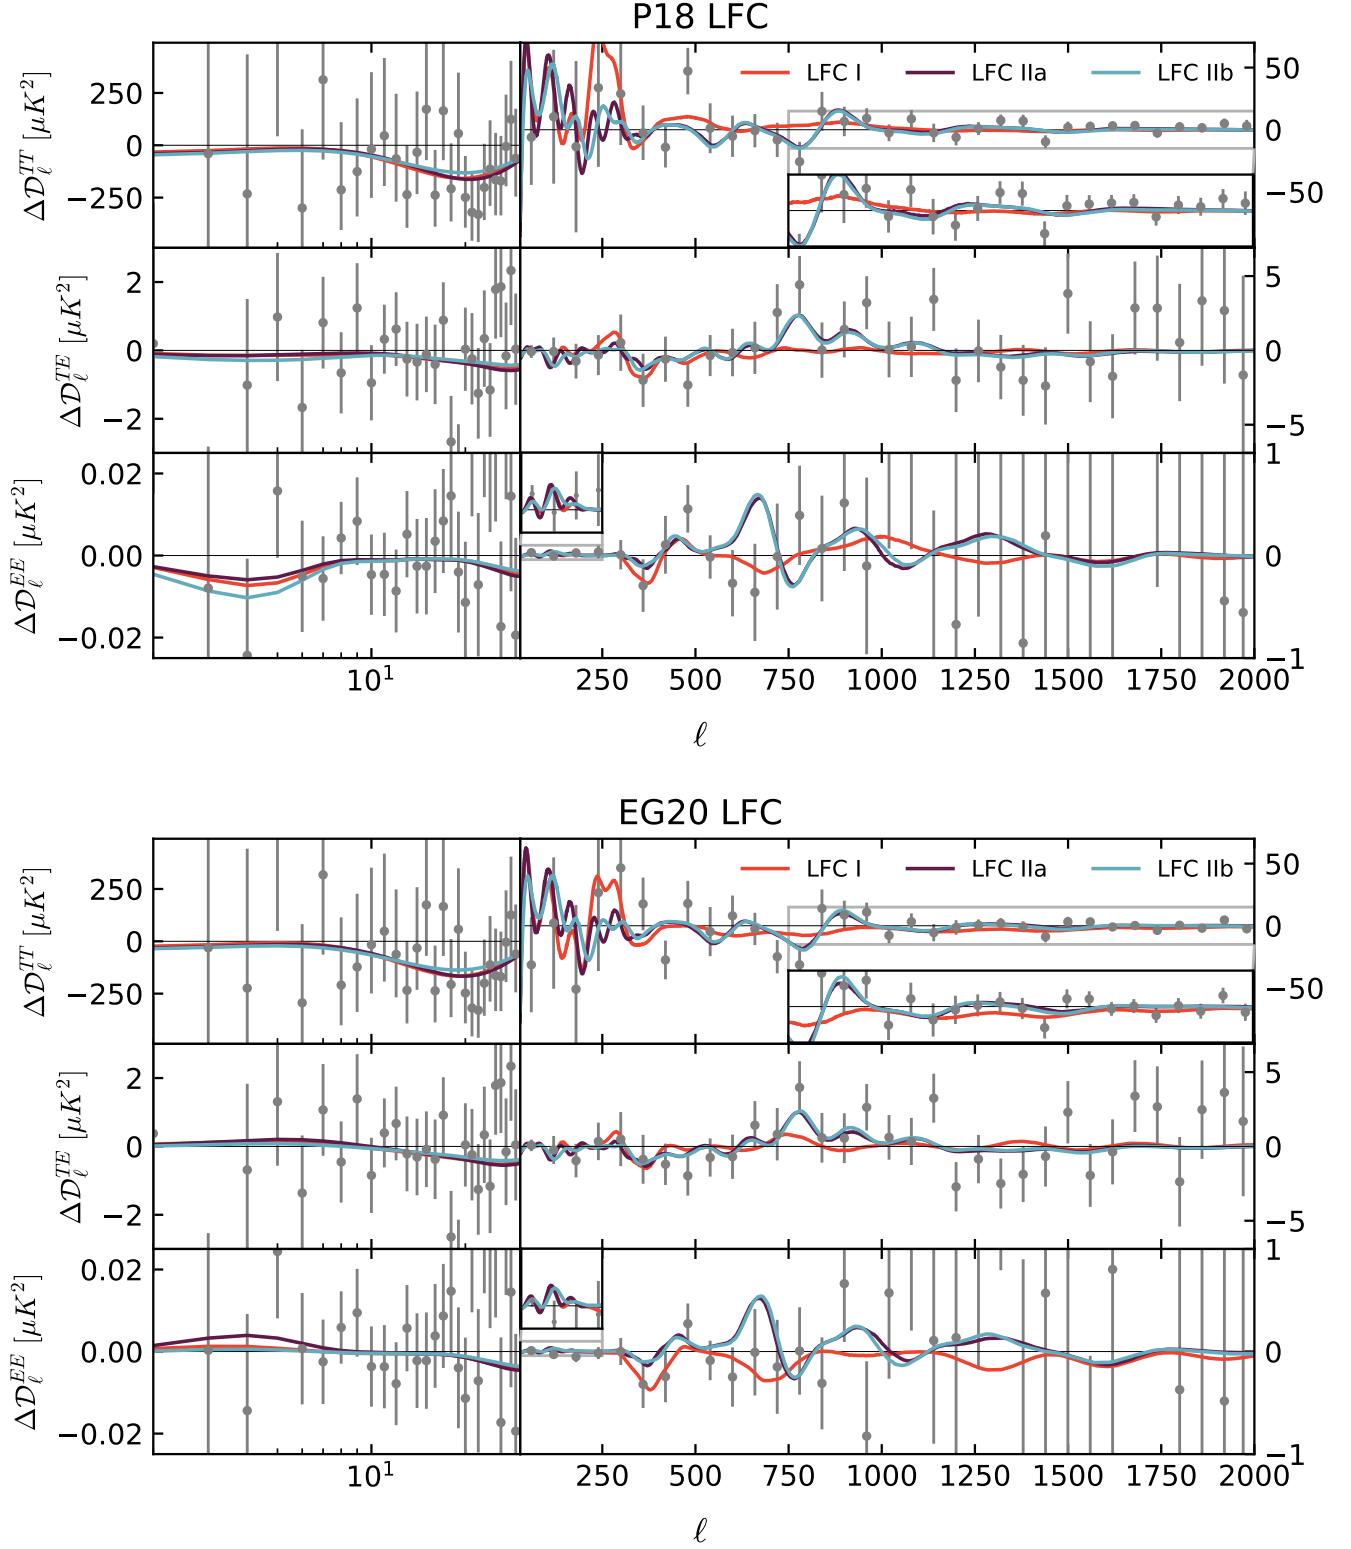 P18 LFC
LFC I
LFC IIa
LFC IIb
ΔD_ℓ^{TT} [μK²]
250
0
−250
50
0
−50
ΔD_ℓ^{TE} [μK²]
2
0
−2
5
0
−5
ΔD_ℓ^{EE} [μK²]
0.02
0.00
−0.02
1
0
−1
10¹
250 500 750 1000 1250 1500 1750 2000
ℓ
EG20 LFC
LFC I
LFC IIa
LFC IIb
ΔD_ℓ^{TT} [μK²]
250
0
−250
50
0
−50
ΔD_ℓ^{TE} [μK²]
2
0
−2
5
0
−5
ΔD_ℓ^{EE} [μK²]
0.02
0.00
−0.02
1
0
−1
10¹
250 500 750 1000 1250 1500 1750 2000
ℓ